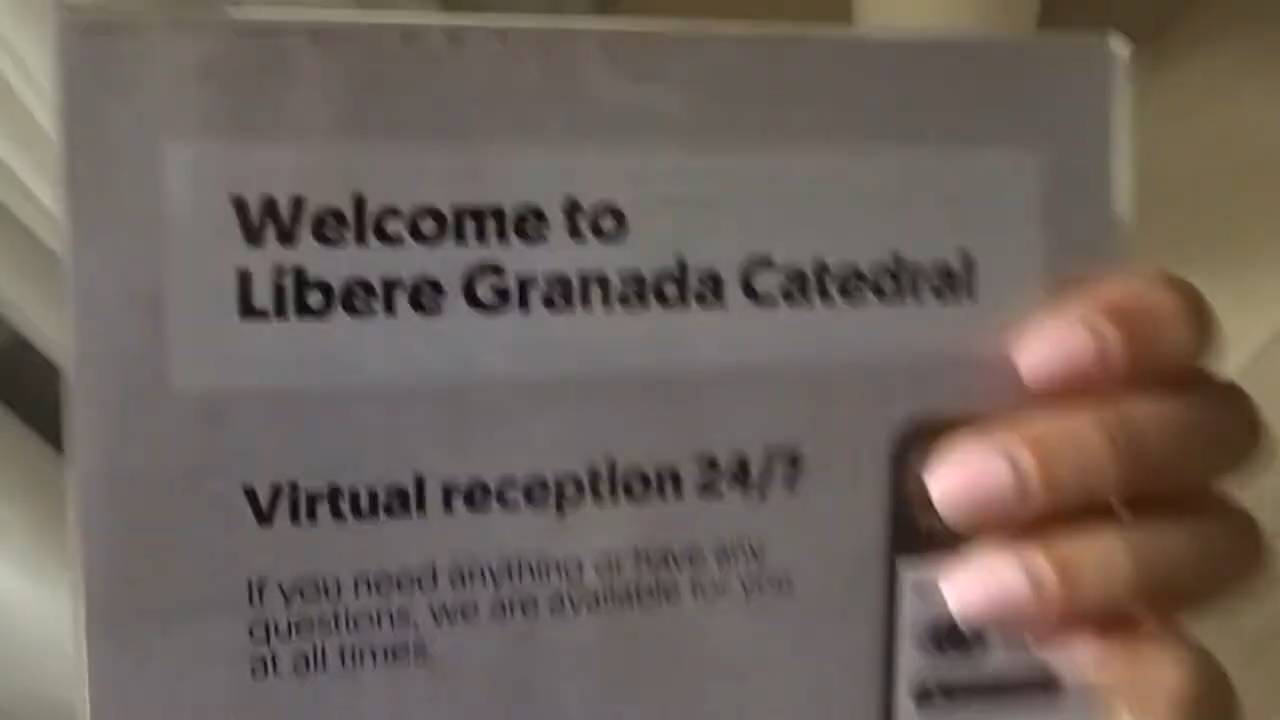 Welcome to
Líbere Granada Catedral
Virtual reception 24/7
If you need anything or have any
questions, we are available for you
at all times.